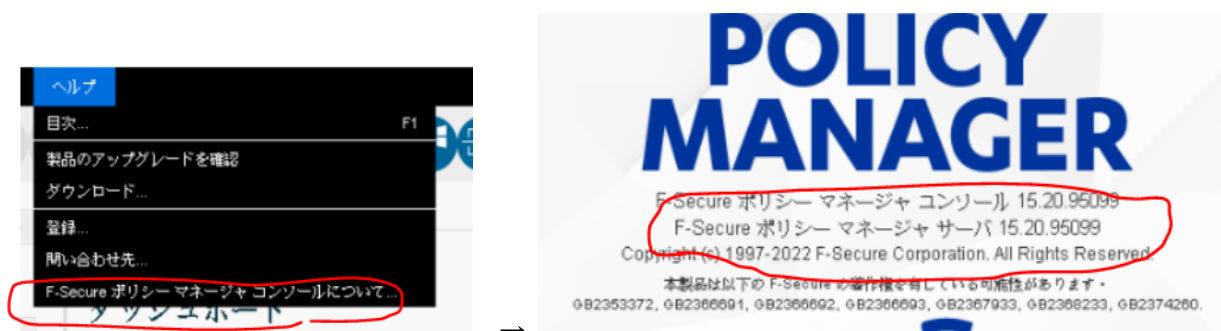 ヘルプ
目次... F1
製品のアップグレードを確認
ダウンロード...
登録...
問い合わせ先...
F-Secure ポリシー マネージャ コンソールについて...
ダッシュボード
→
POLICY
MANAGER
F-Secure ポリシー マネージャ コンソール 15.20.95099
F-Secure ポリシー マネージャ サーバ 15.20.95099
Copyright (c) 1997-2022 F-Secure Corporation. All Rights Reserved.
本製品は以下の F-Secure の著作権を有している可能性があります・
GB2353372, GB2366691, GB2366692, GB2366693, GB2367933, GB2368233, GB2374260.